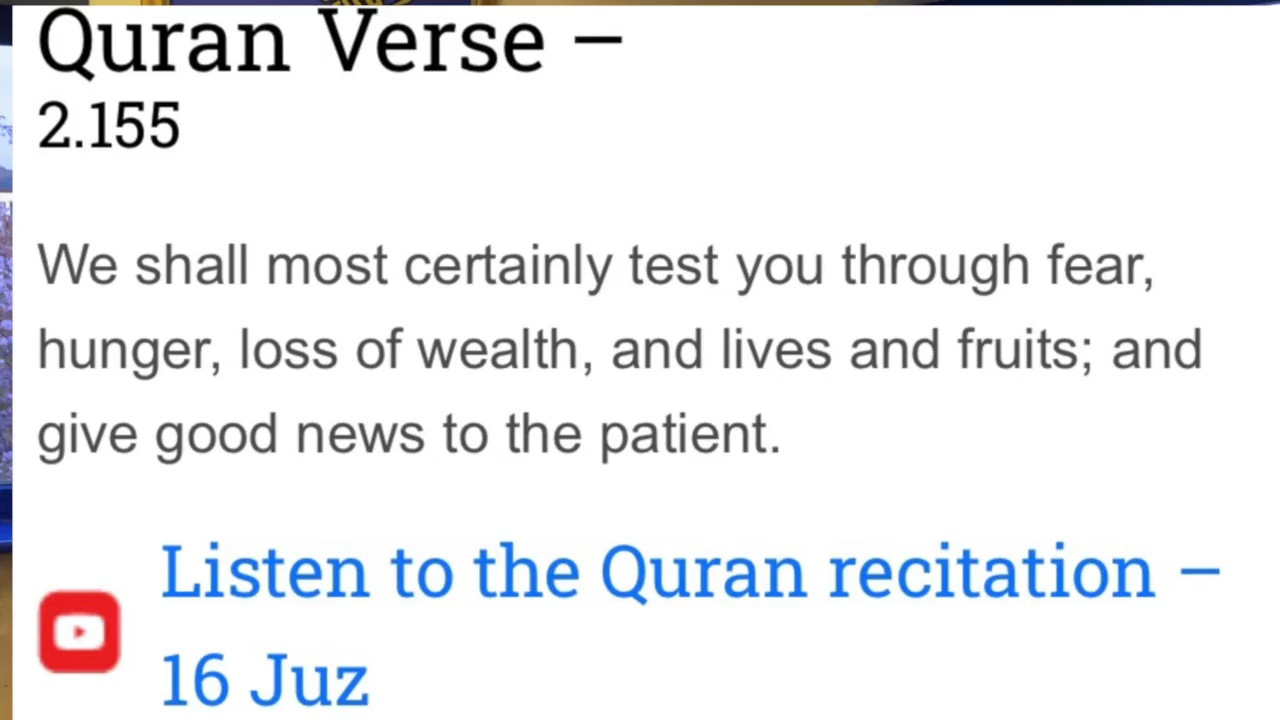 Quran Verse –
2.155
We shall most certainly test you through fear,
hunger, loss of wealth, and lives and fruits; and
give good news to the patient.
Listen to the Quran recitation –
16 Juz